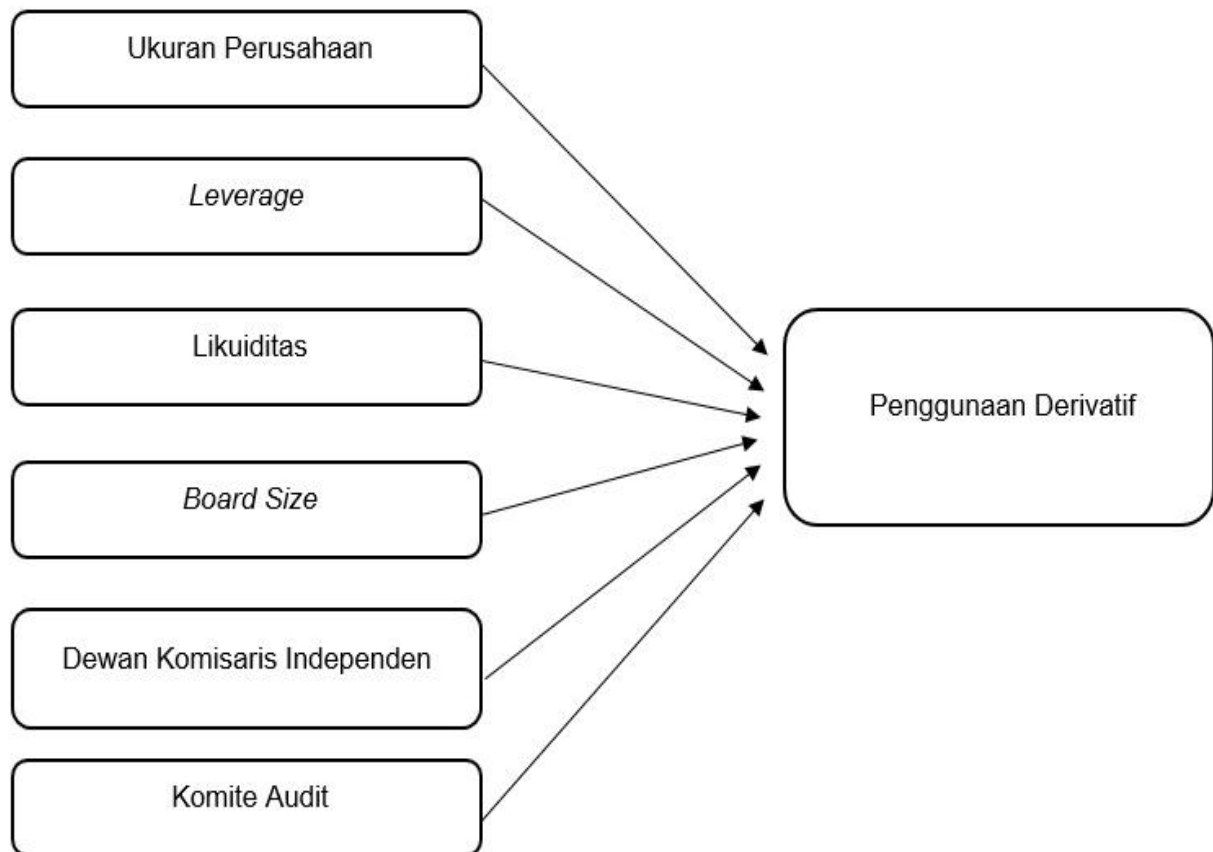 Ukuran Perusahaan
Leverage
Likuiditas
Penggunaan Derivatif
Board Size
Dewan Komisaris Independen
Komite Audit